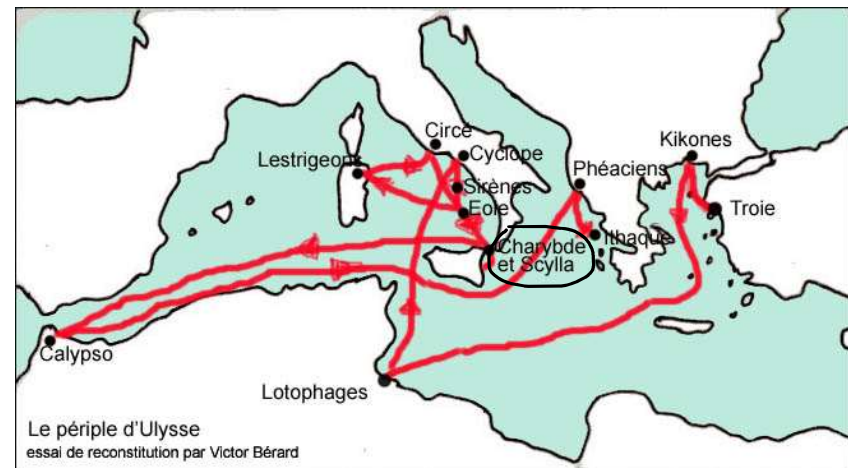 Circé
Kikones
Lestrigeons
Cyclope
Phéaciens
Sirènes
Eole
Troie
Ithaque
Charybde
et Scylla
Calypso
Lotophages
Le périple d'Ulysse
essai de reconstitution par Victor Bérard